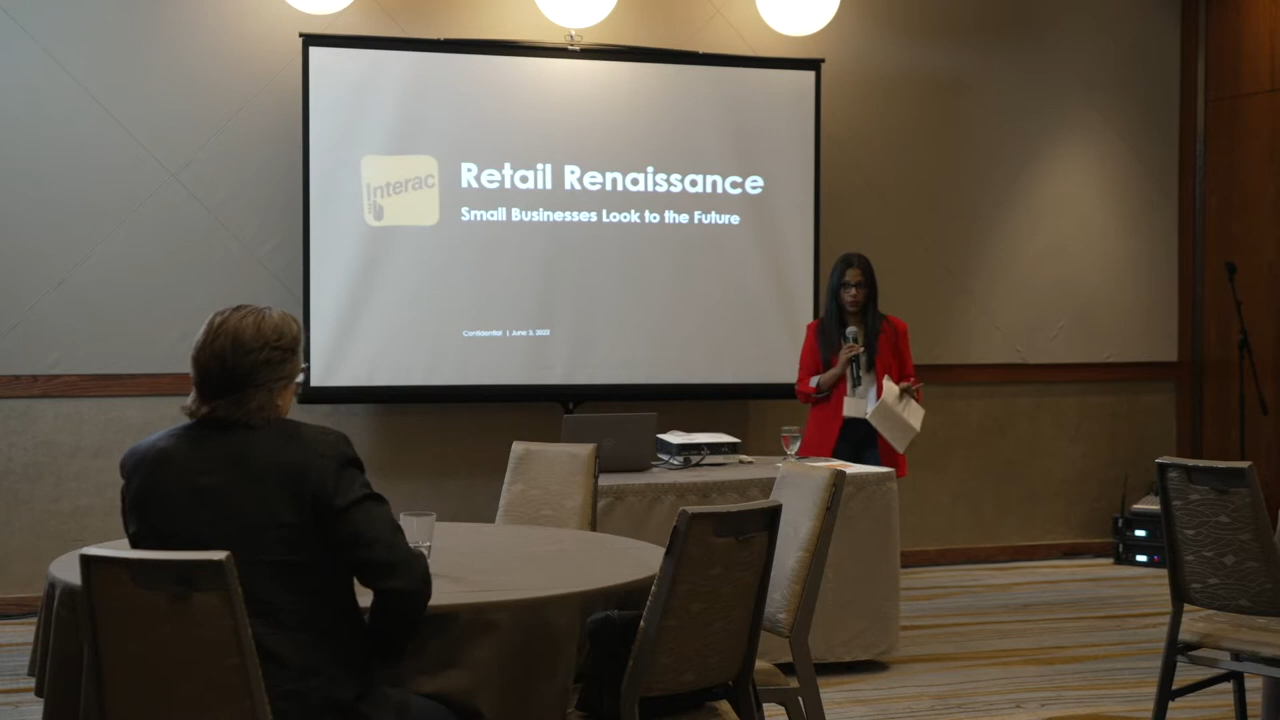 Interac
Retail Renaissance
Small Businesses Look to the Future
Confidential | June 3, 2022